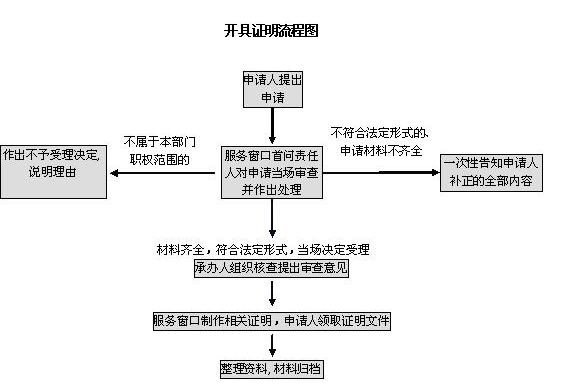 开具证明流程图
申请人提出
申请
不属于本部门
职权范围的
不符合法定形式的、
申请材料不齐全
作出不予受理决定,
说明理由
服务窗口首问责任
人对申请当场审查
并作出处理
一次性告知申请人
补正的全部内容
材料齐全，符合法定形式，当场决定受理
承办人组织核查提出审查意见
服务窗口制作相关证明，申请人领取证明文件
整理资料, 材料归档